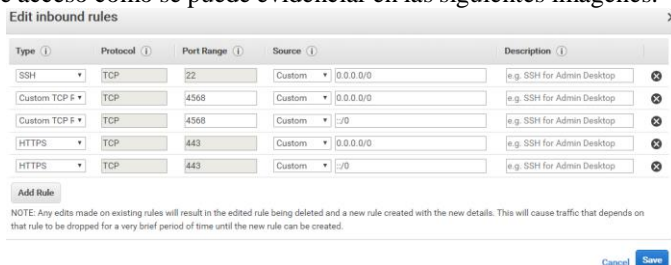 e acceso como se puede evidenciar en las siguientes imágenes.
Edit inbound rules
Type Protocol Port Range Source Description
SSH TCP 22 Custom 0.0.0.0/0 e.g. SSH for Admin Desktop
Custom TCP F TCP 4568 Custom 0.0.0.0/0 e.g. SSH for Admin Desktop
Custom TCP F TCP 4568 Custom ::/0 e.g. SSH for Admin Desktop
HTTPS TCP 443 Custom 0.0.0.0/0 e.g. SSH for Admin Desktop
HTTPS TCP 443 Custom ::/0 e.g. SSH for Admin Desktop
Add Rule
NOTE: Any edits made on existing rules will result in the edited rule being deleted and a new rule created with the new details. This will cause traffic that depends on
that rule to be dropped for a very brief period of time until the new rule can be created.
Cancel Save